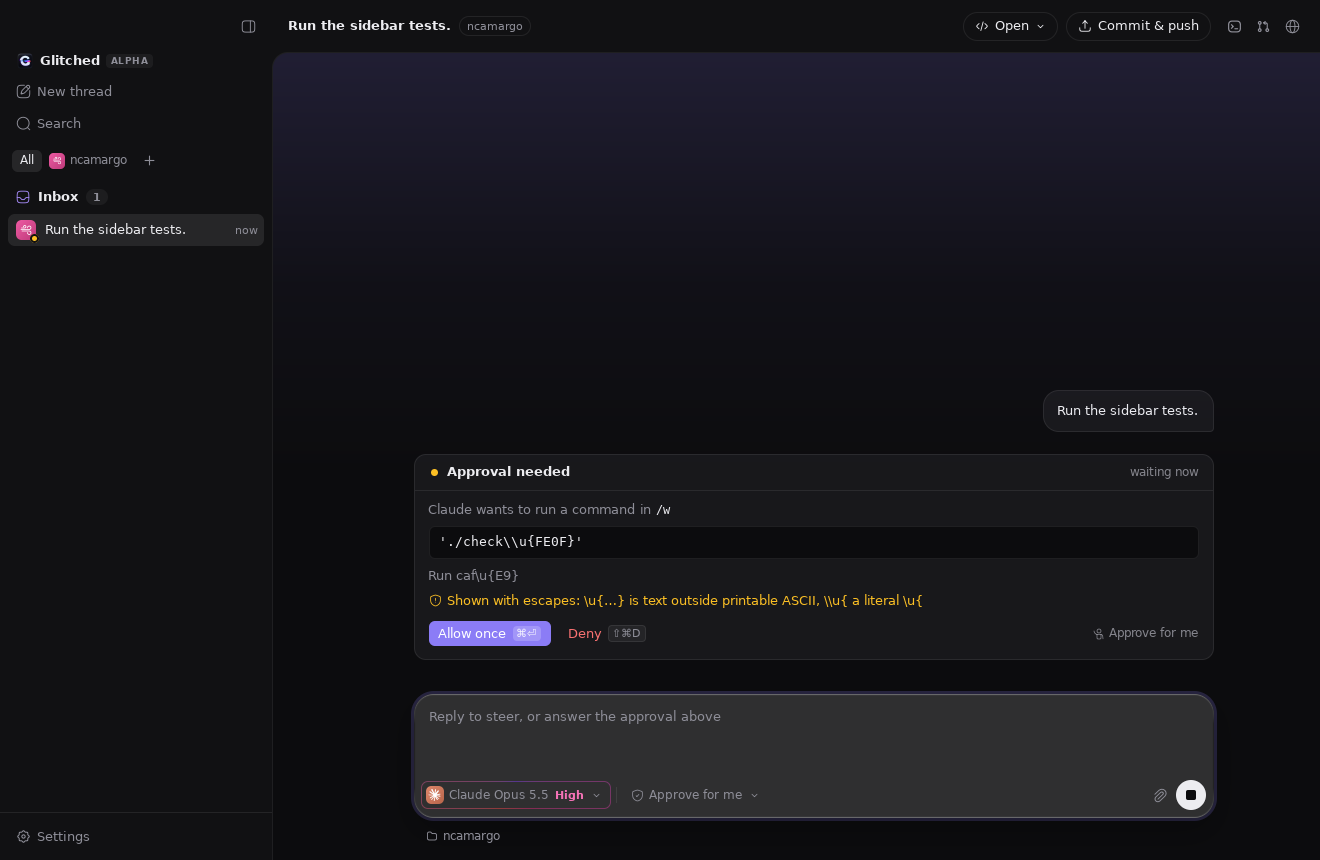 Run the sidebar tests. ncamargo Open Commit & push
Glitched ALPHA
New thread
Search
All ncamargo
Inbox 1
Run the sidebar tests. now
Run the sidebar tests.
Approval needed waiting now
Claude wants to run a command in /w
'./check\\u{FE0F}'
Run caf\u{E9}
Shown with escapes: \u{…} is text outside printable ASCII, \\u{ a literal \u{
Allow once ⌘⏎ Deny ⇧⌘D Approve for me
Reply to steer, or answer the approval above
Claude Opus 5.5 High Approve for me
ncamargo
Settings